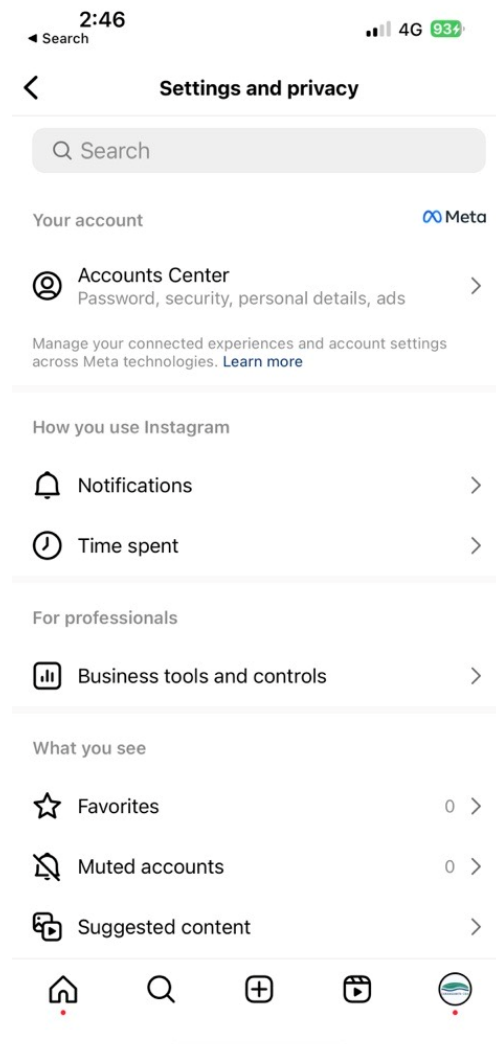 2:46
◀ Search
4G 93
Settings and privacy
Search
Your account
Meta
Accounts Center
Password, security, personal details, ads
Manage your connected experiences and account settings
across Meta technologies. Learn more
How you use Instagram
Notifications
Time spent
For professionals
Business tools and controls
What you see
Favorites 0
Muted accounts 0
Suggested content